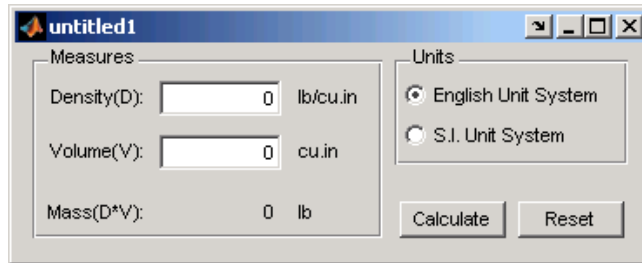 untitled1
Measures
Density(D): 0 lb/cu.in
Volume(V): 0 cu.in
Mass(D*V): 0 lb
Units
English Unit System
S.I. Unit System
Calculate Reset